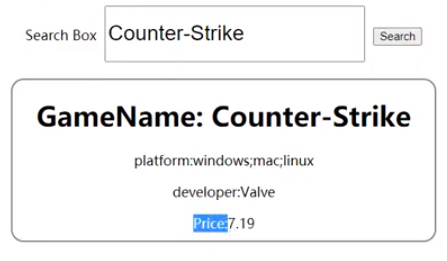 Search Box Counter-Strike Search
GameName: Counter-Strike
platform:windows;mac;linux
developer:Valve
Price:7.19